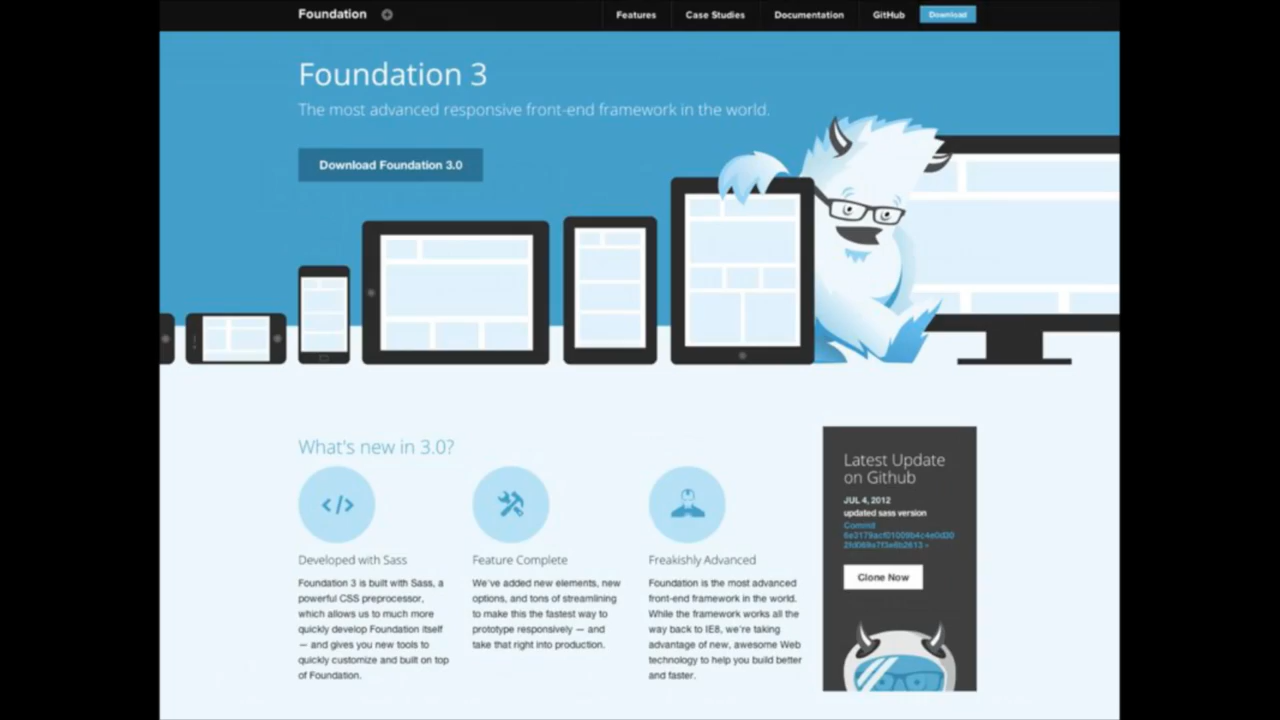 Foundation
Features
Case Studies
Documentation
GitHub
Download
Foundation 3
The most advanced responsive front-end framework in the world.
Download Foundation 3.0
What's new in 3.0?
Developed with Sass
Foundation 3 is built with Sass, a
powerful CSS preprocessor,
which allows us to much more
quickly develop Foundation itself
— and gives you new tools to
quickly customize and built on top
of Foundation.
Feature Complete
We've added new elements, new
options, and tons of streamlining
to make this the fastest way to
prototype responsively — and
take that right into production.
Freakishly Advanced
Foundation is the most advanced
front-end framework in the world.
While the framework works all the
way back to IE8, we're taking
advantage of new, awesome Web
technology to help you build better
and faster.
Latest Update
on Github
JUL 4, 2012
updated sass version
Commit
Clone Now